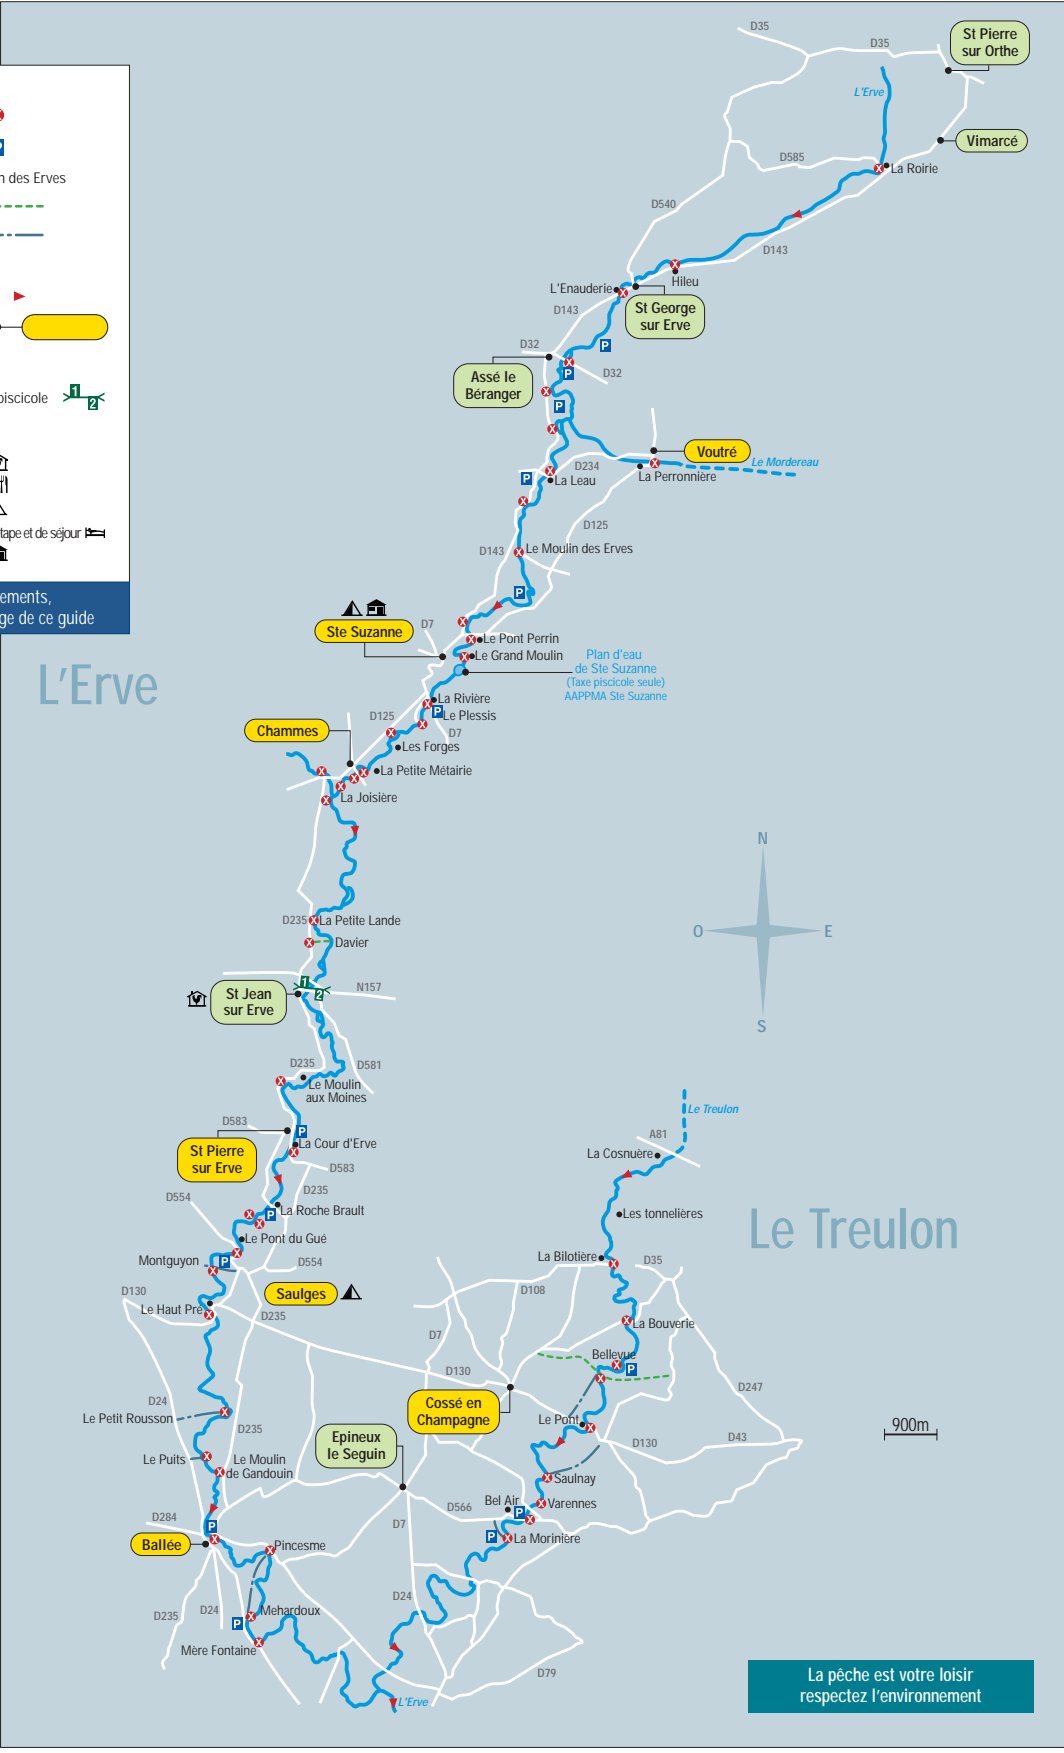 D35
D35
St Pierre
sur Orthe
L'Erve
Vimarcé
D585
La Roirie
D540
D143
Hileu
L'Enauderie
St George
sur Erve
D143
D32
D32
Assé le
Béranger
Voutré
Le Mordereau
D234
La Perronnière
La Leau
D125
D143
Le Moulin des Erves
n des Erves
1
2
piscicole
tape et de séjour
ements,
ge de ce guide
Ste Suzanne
D7
Le Pont Perrin
Le Grand Moulin
Plan d'eau
de Ste Suzanne
(Taxe piscicole seule)
AAPPMA Ste Suzanne
L'Erve
La Rivière
Le Plessis
D125
D7
Chammes
Les Forges
La Petite Métairie
La Joisière
N
O
E
S
D235
La Petite Lande
Davier
1
2
St Jean
sur Erve
N157
D235
D581
Le Moulin
aux Moines
D583
La Cour d'Erve
St Pierre
sur Erve
D583
D235
D554
La Roche Brault
Le Pont du Gué
Montguyon
D554
D130
Saulges
Le Haut Pré
D235
Le Treulon
A81
La Cosnuère
Les tonnelières
Le Treulon
La Bilotière
D35
D108
La Bouverie
D7
Bellevue
D130
D247
Cossé en
Champagne
Le Pont
D130
D43
900m
D24
Le Petit Rousson
D235
Epineux
le Seguin
Le Puits
Le Moulin
de Gandouin
Saulnay
Bel Air
Varennes
D566
D284
D7
La Morinière
Ballée
Pincesme
D24
D235
D24
Mehardoux
Mère Fontaine
D79
L'Erve
La pêche est votre loisir
respectez l'environnement
P
P
P
P
P
P
P
P
P
P
P
P
P
P